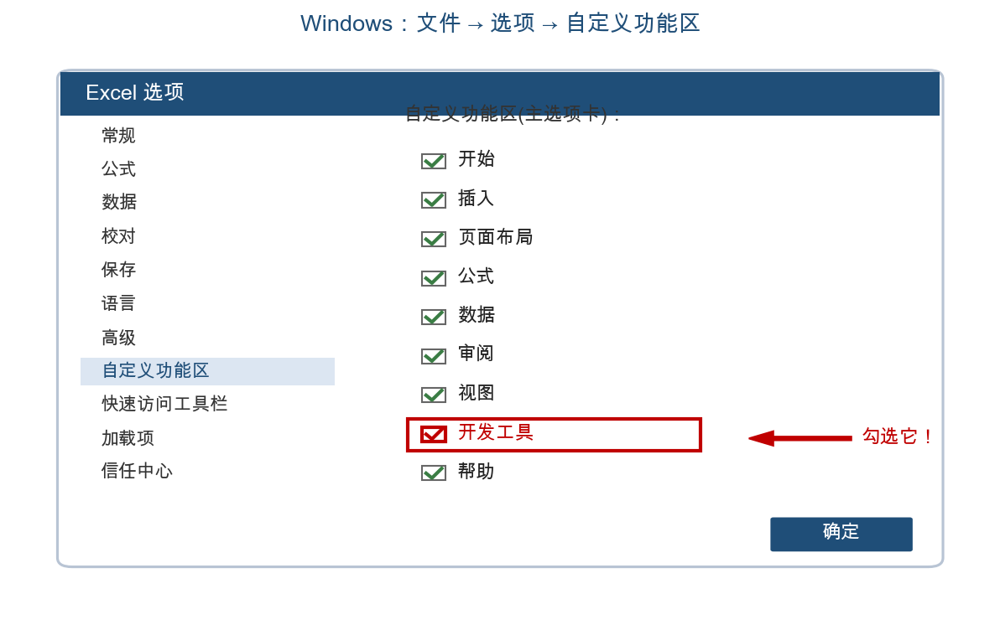 Windows：文件 → 选项 → 自定义功能区
Excel 选项
常规
公式
数据
校对
保存
语言
高级
自定义功能区
快速访问工具栏
加载项
信任中心
自定义功能区(主选项卡)：
开始
插入
页面布局
公式
数据
审阅
视图
开发工具
帮助
勾选它！
确定